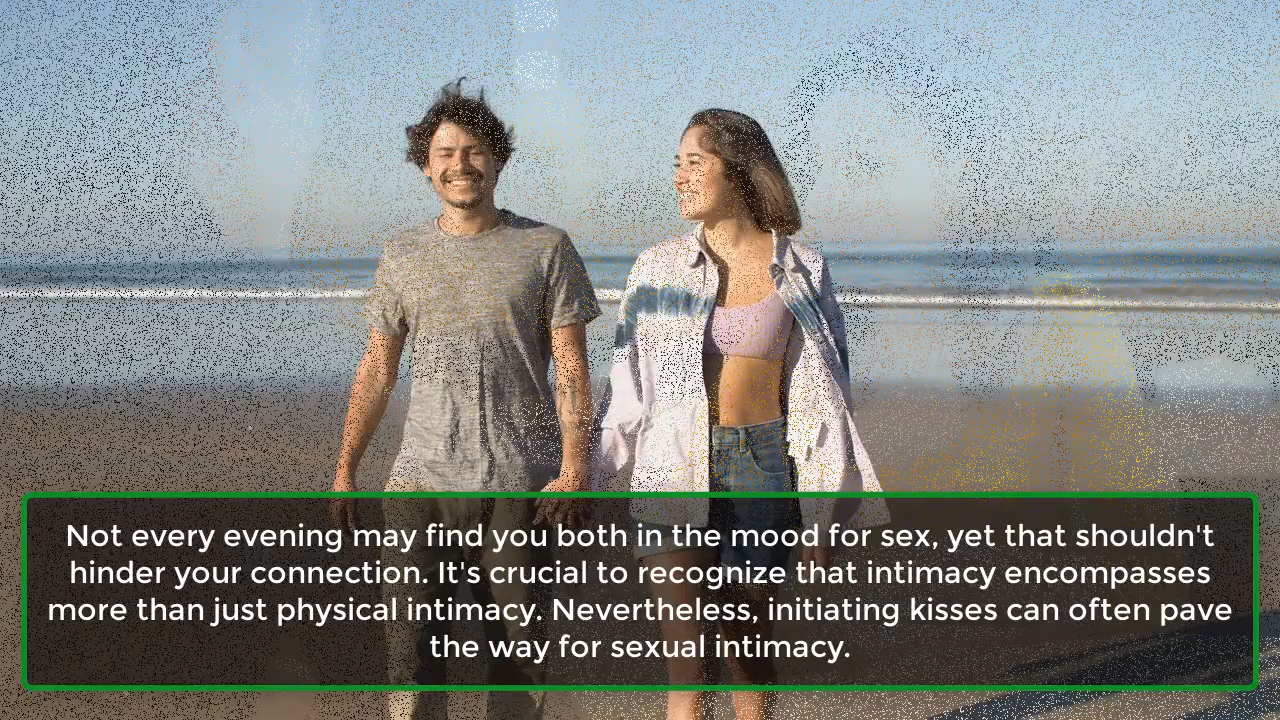 Not every evening may find you both in the mood for sex, yet that shouldn't
hinder your connection. It's crucial to recognize that intimacy encompasses
more than just physical intimacy. Nevertheless, initiating kisses can often pave
the way for sexual intimacy.